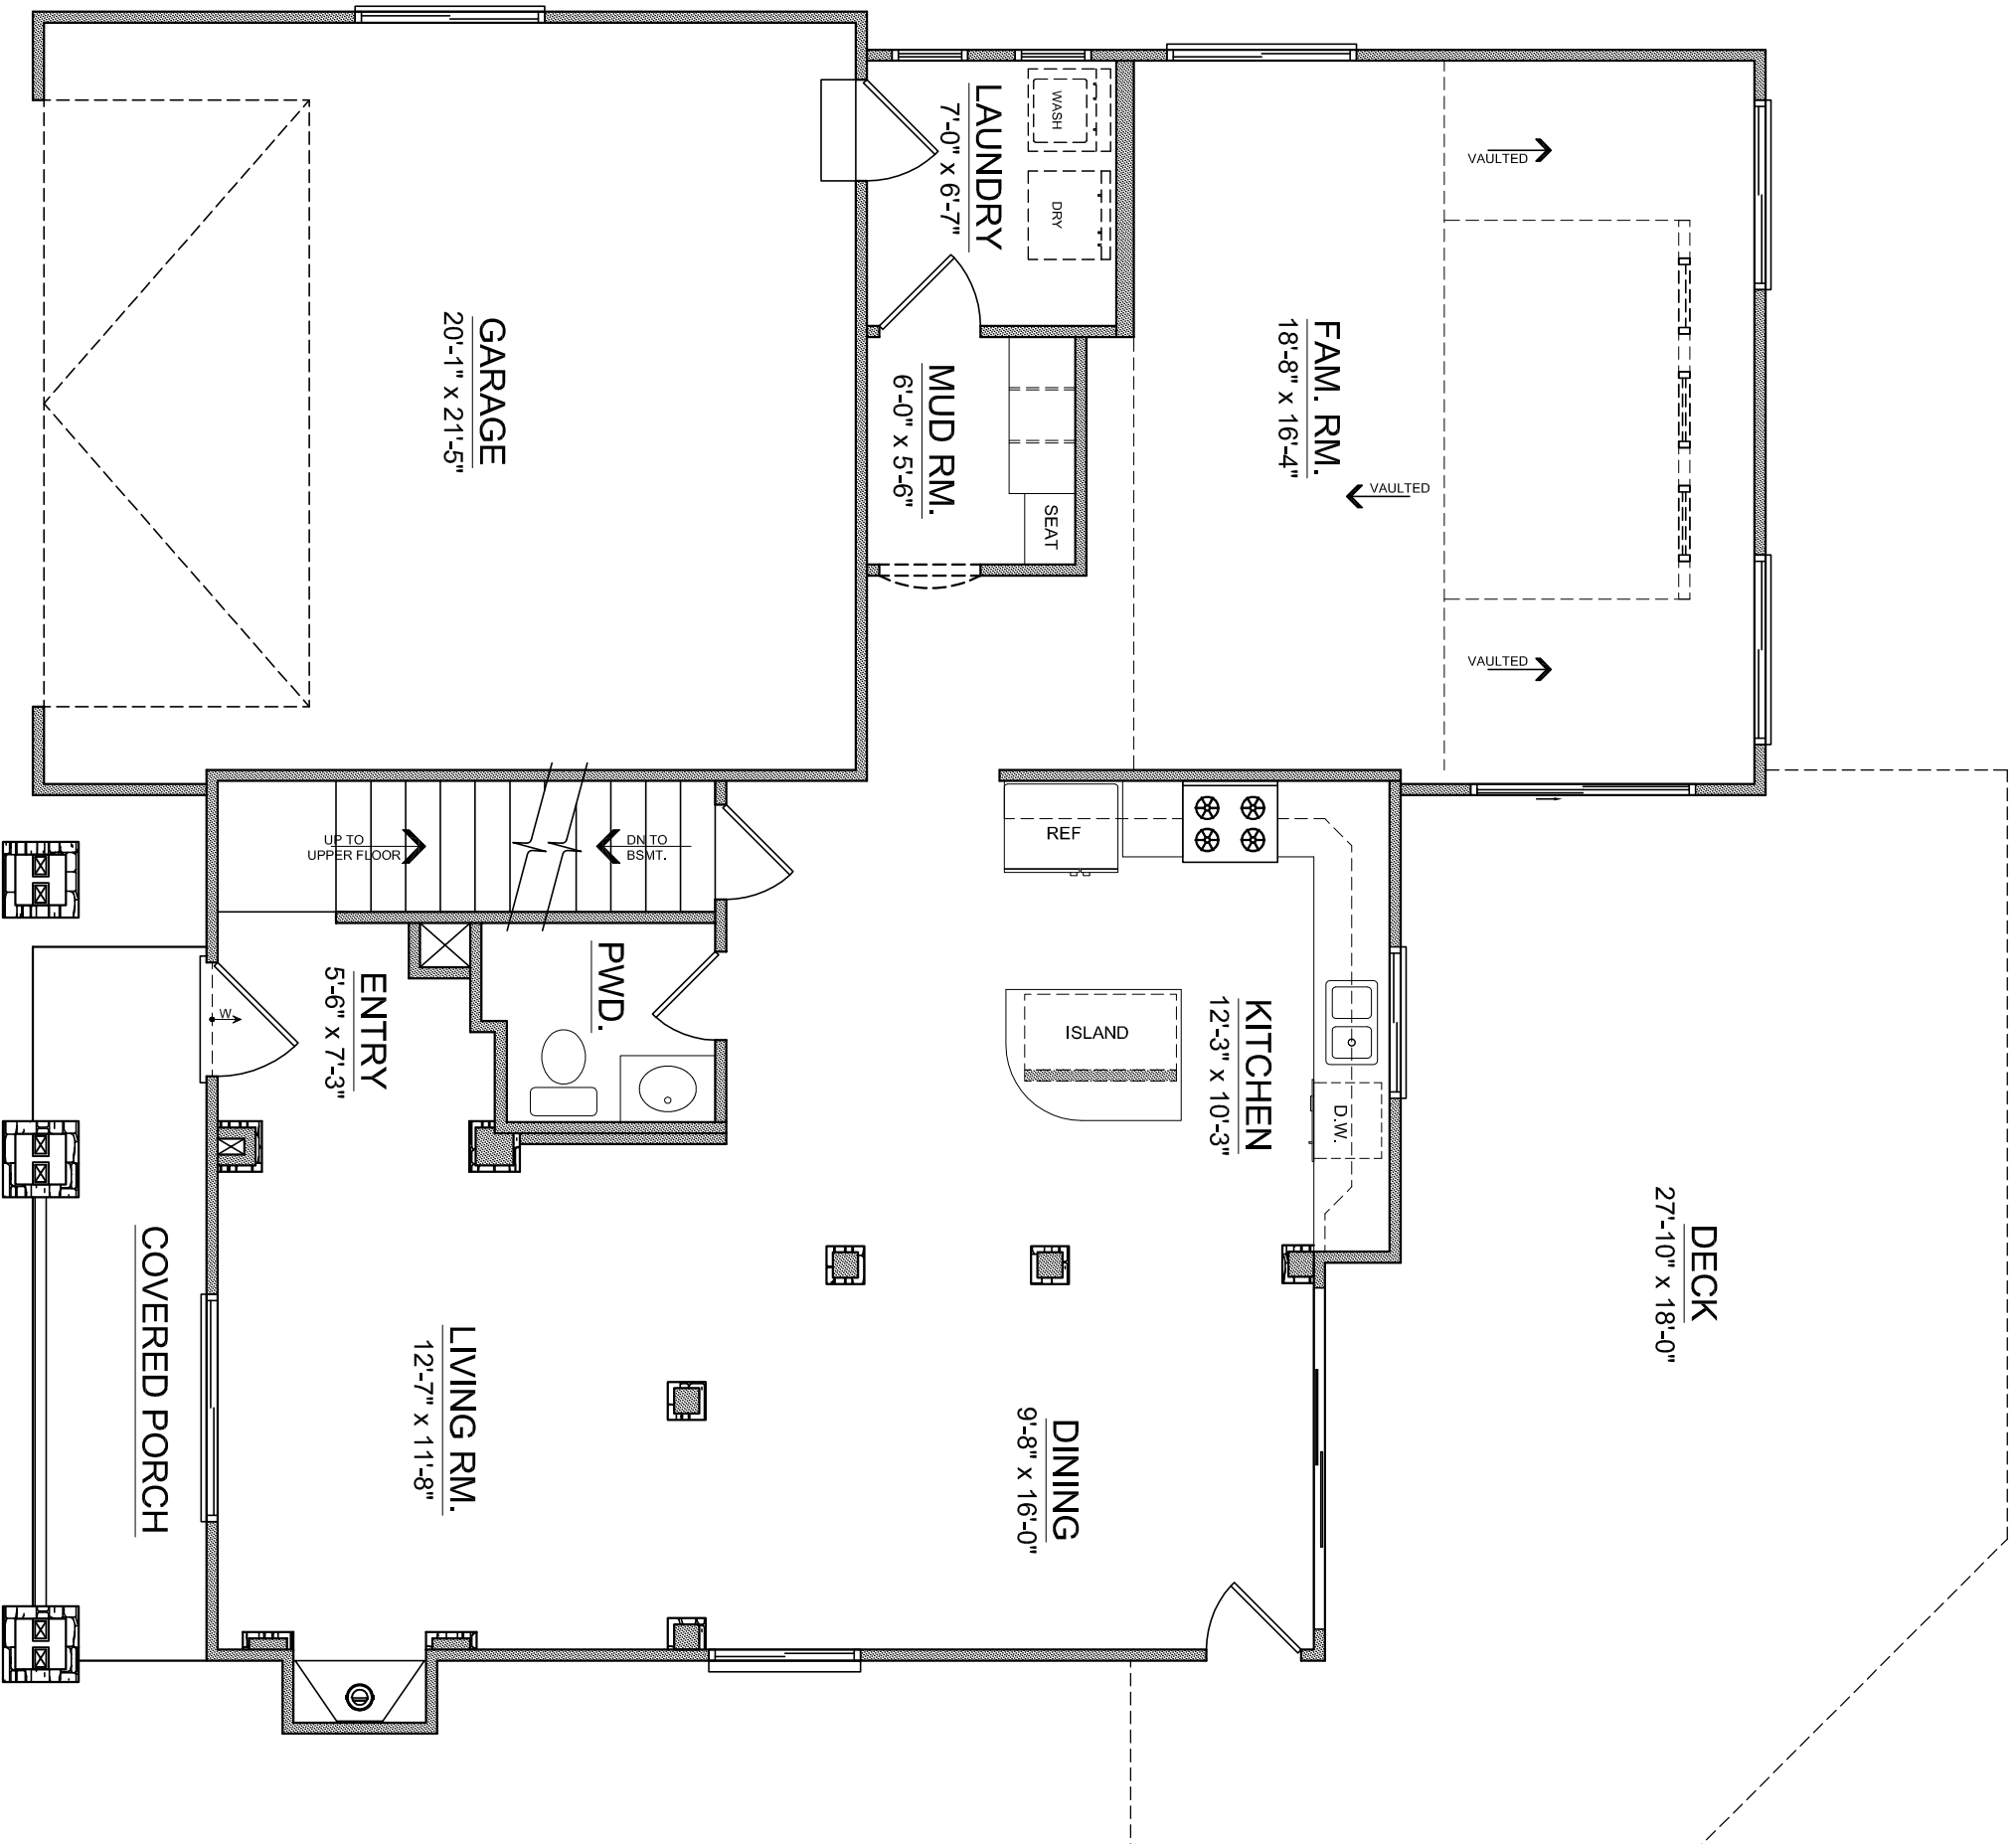 DECK
27'-10" x 18'-0"
FAM. RM.
18'-8" x 16'-4"
VAULTED
VAULTED
VAULTED
LAUNDRY
7'-0" x 6'-7"
WASH
DRY
MUD RM.
6'-0" x 5'-6"
SEAT
KITCHEN
12'-3" x 10'-3"
REF
ISLAND
D.W.
DINING
9'-8" x 16'-0"
GARAGE
20'-1" x 21'-5"
UP TO
UPPER FLOOR
DN TO
BSMT.
PWD.
ENTRY
5'-6" x 7'-3"
W
LIVING RM.
12'-7" x 11'-8"
COVERED PORCH